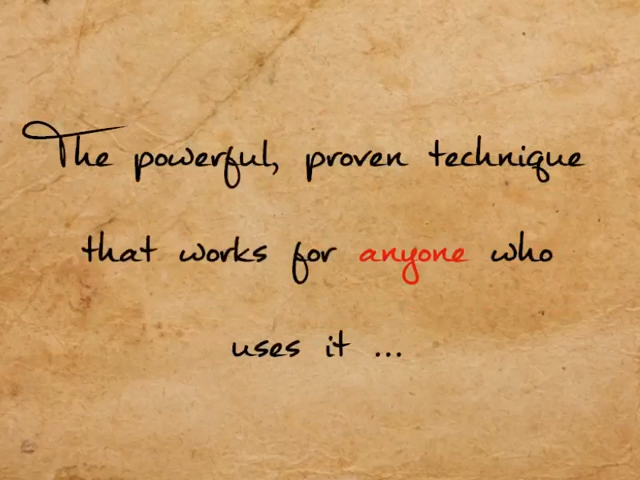 The powerful, proven technique
that works for anyone who
uses it ...